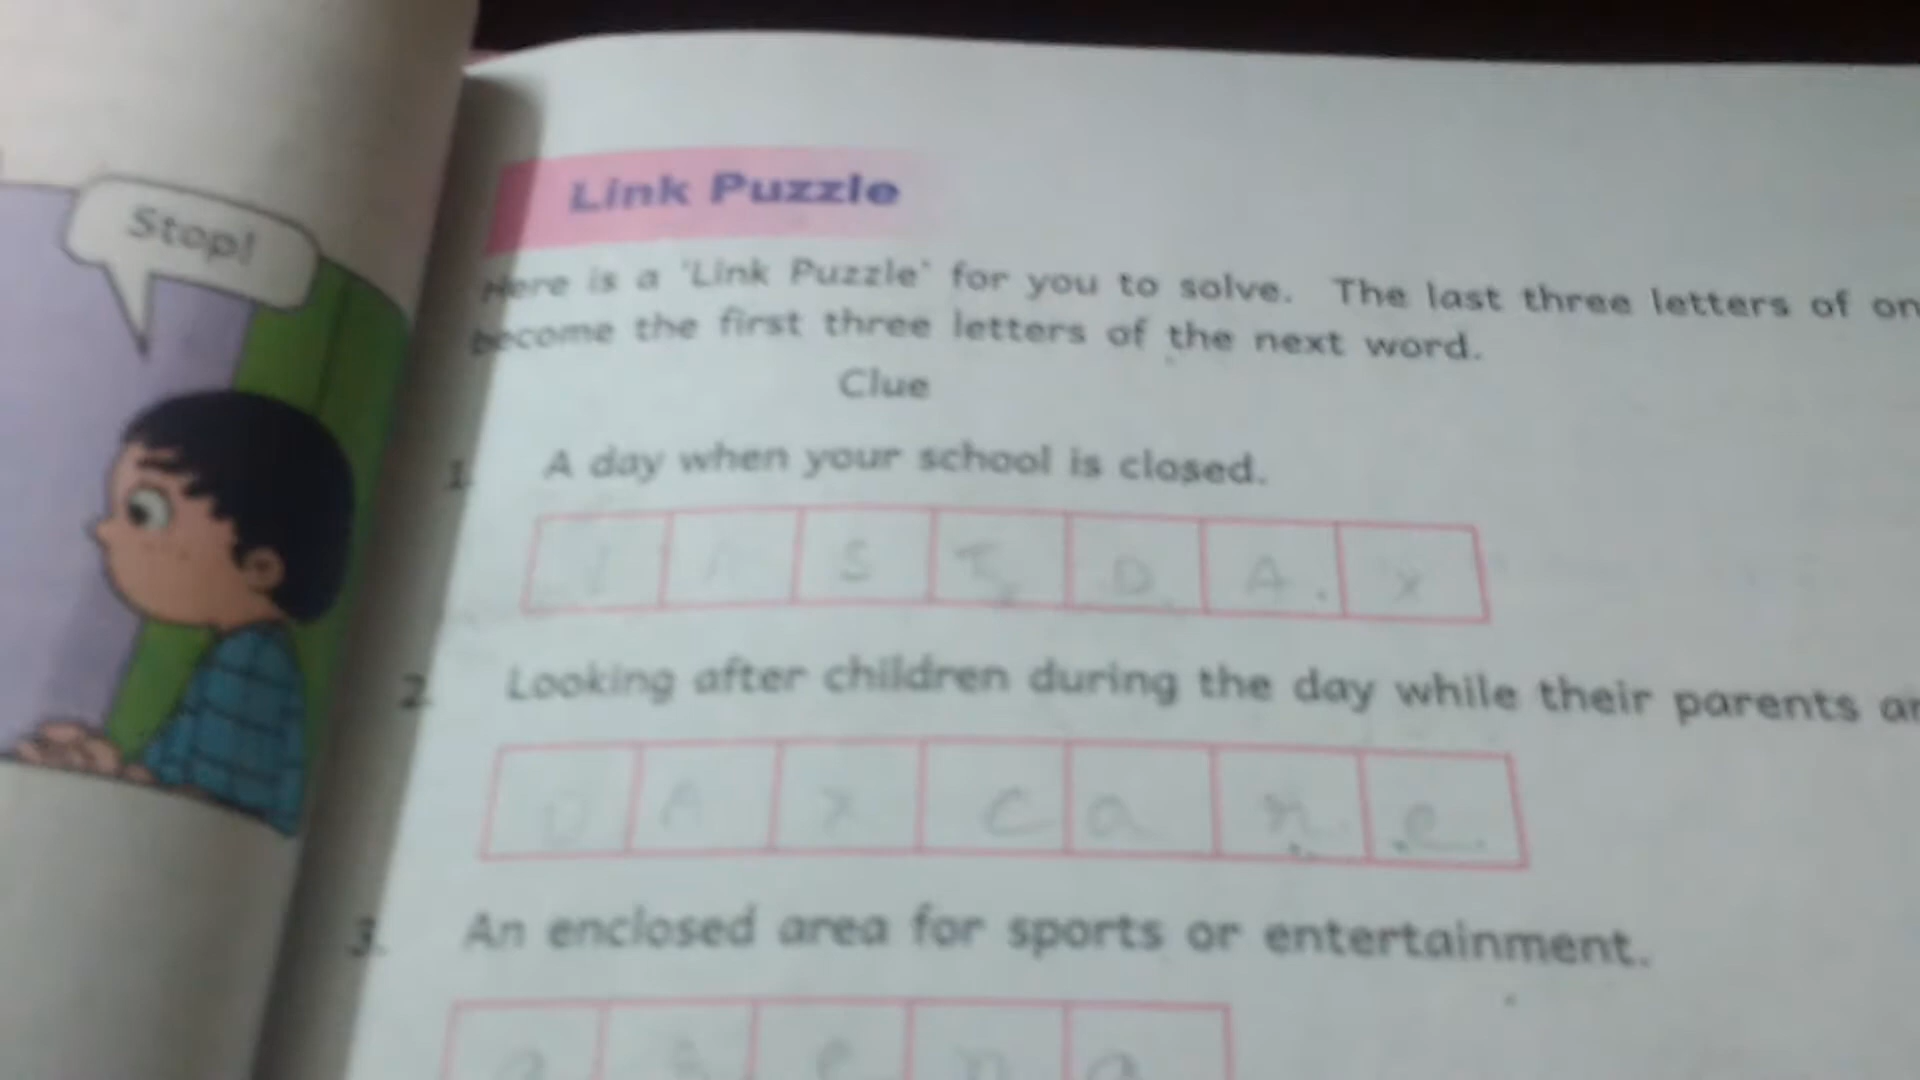 Stop!
Link Puzzle
Here is a 'Link Puzzle' for you to solve. The last three letters of
become the first three letters of the next word.
Clue
1. A day when your school is closed.
S T D A Y
2. Looking after children during the day while their parents
D A Y C a r e
3. An enclosed area for sports or entertainment.
a r e n a